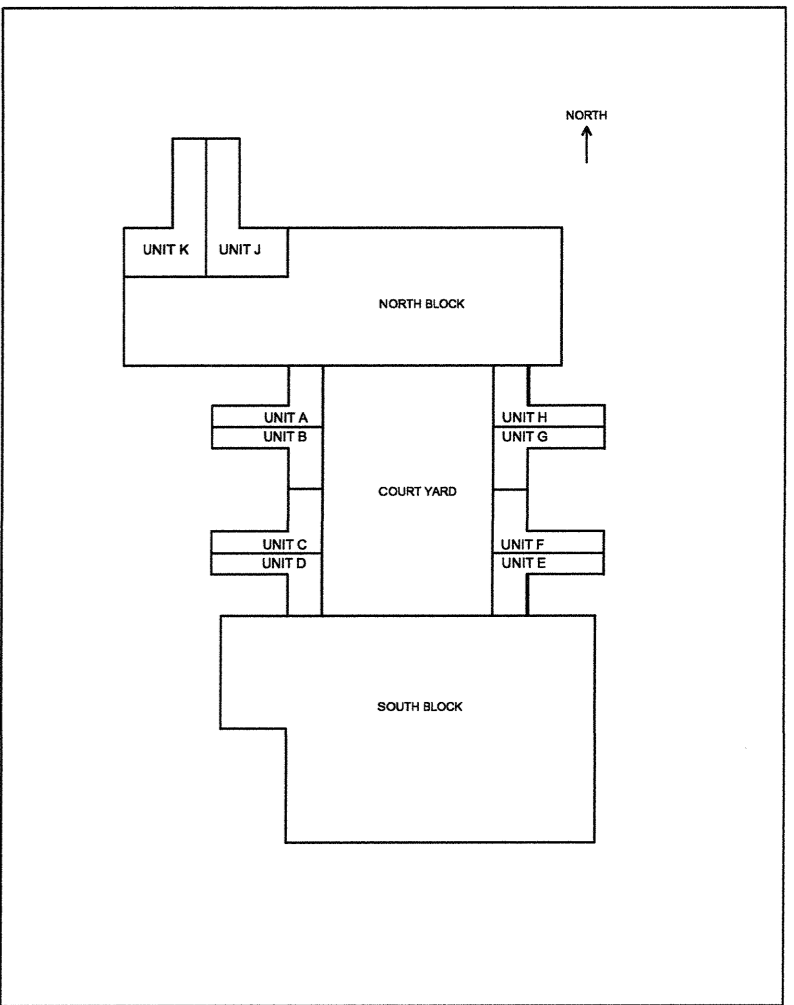 NORTH
UNIT K
UNIT J
NORTH BLOCK
UNIT A
UNIT H
UNIT B
UNIT G
COURT YARD
UNIT C
UNIT F
UNIT D
UNIT E
SOUTH BLOCK